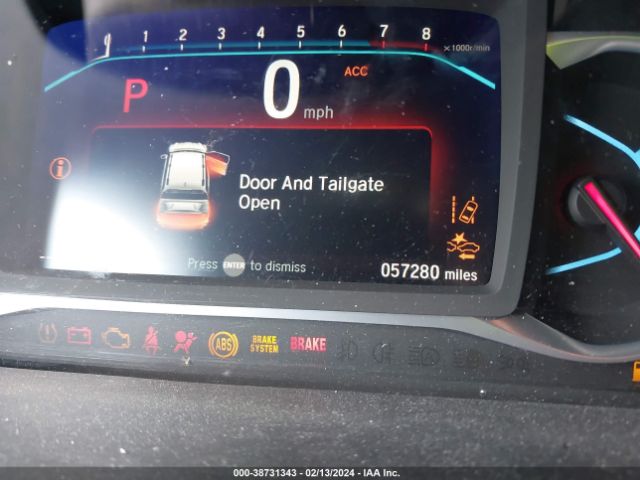 1 2 3 4 5 6 7 8
x1000r/min
P 0 ACC
mph
Door And Tailgate
Open
Press ENTER to dismiss
057280 miles
ABS BRAKE SYSTEM BRAKE
000-38731343 - 02/13/2024 - IAA Inc.